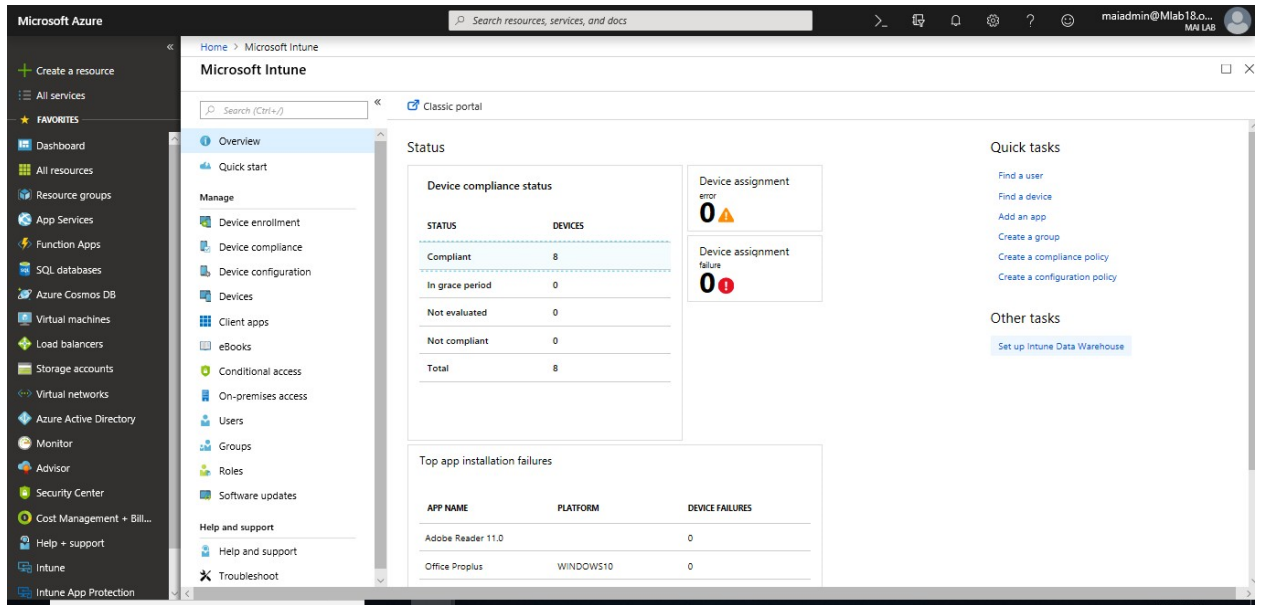 Microsoft Azure
Search resources, services, and docs
maiadmin@Mlab18.o...
MAI LAB
Create a resource
All services
FAVORITES
Dashboard
All resources
Resource groups
App Services
Function Apps
SQL databases
Azure Cosmos DB
Virtual machines
Load balancers
Storage accounts
Virtual networks
Azure Active Directory
Monitor
Advisor
Security Center
Cost Management + Bill...
Help + support
Intune
Intune App Protection
Home > Microsoft Intune
Microsoft Intune
Search (Ctrl+/)
Overview
Quick start
Manage
Device enrollment
Device compliance
Device configuration
Devices
Client apps
eBooks
Conditional access
On-premises access
Users
Groups
Roles
Software updates
Help and support
Help and support
Troubleshoot
Classic portal
Status
Device compliance status
STATUS DEVICES
Compliant 8
In grace period 0
Not evaluated 0
Not compliant 0
Total 8
Device assignment
error
0
Device assignment
failure
0
Top app installation failures
APP NAME PLATFORM DEVICE FAILURES
Adobe Reader 11.0 0
Office Proplus WINDOWS10 0
Quick tasks
Find a user
Find a device
Add an app
Create a group
Create a compliance policy
Create a configuration policy
Other tasks
Set up Intune Data Warehouse